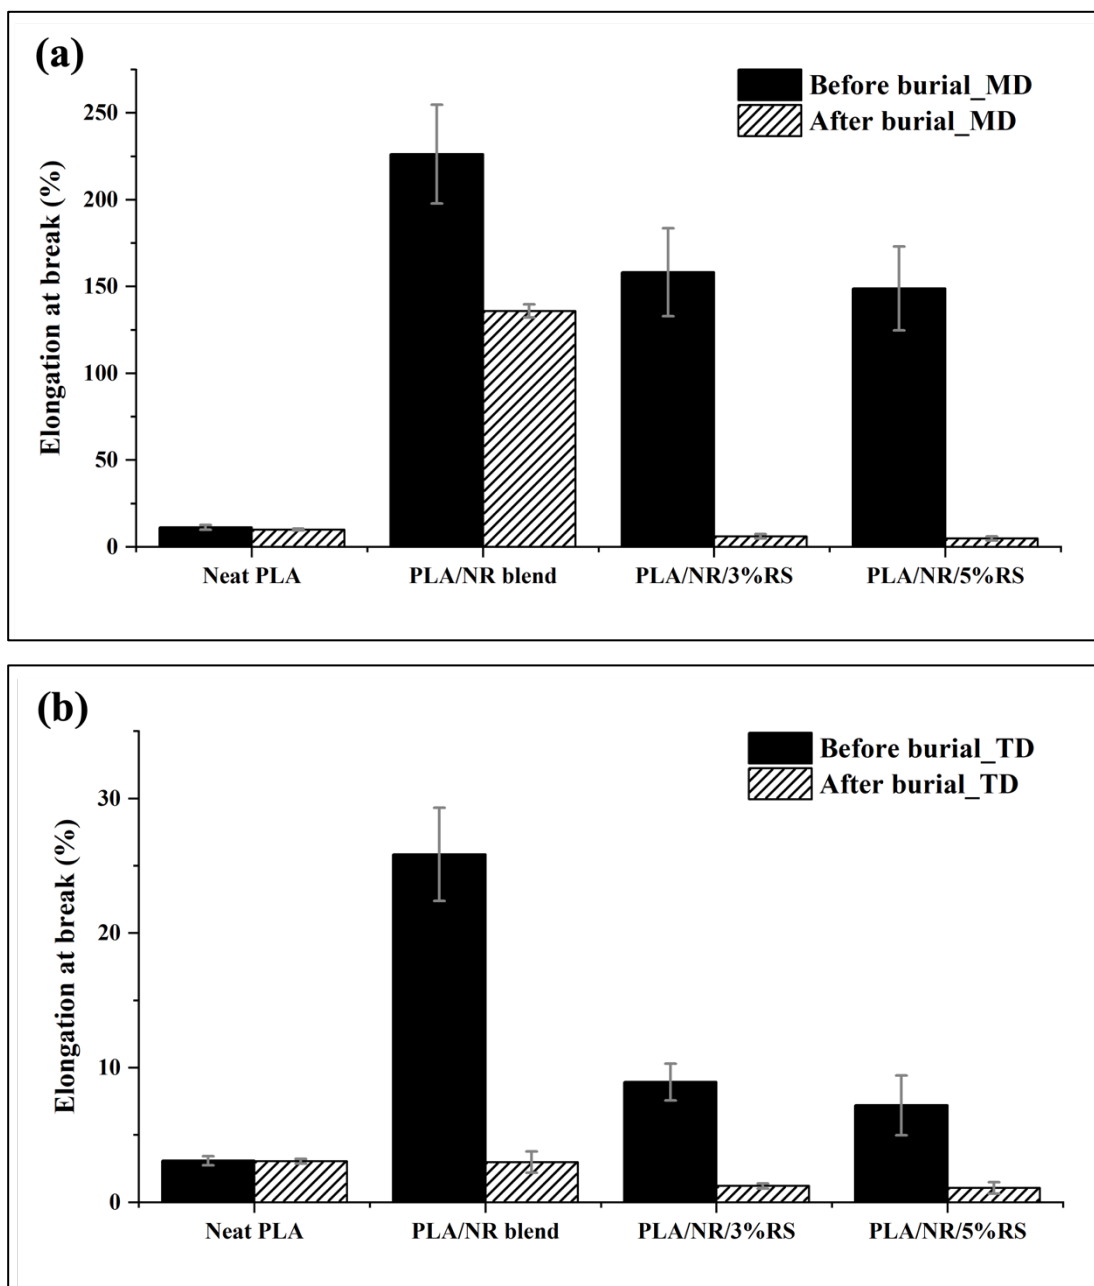 (a)
Before burial_MD
After burial_MD
Elongation at break (%)
250
200
150
100
50
0
Neat PLA
PLA/NR blend
PLA/NR/3%RS
PLA/NR/5%RS
(b)
Before burial_TD
After burial_TD
Elongation at break (%)
30
20
10
0
Neat PLA
PLA/NR blend
PLA/NR/3%RS
PLA/NR/5%RS